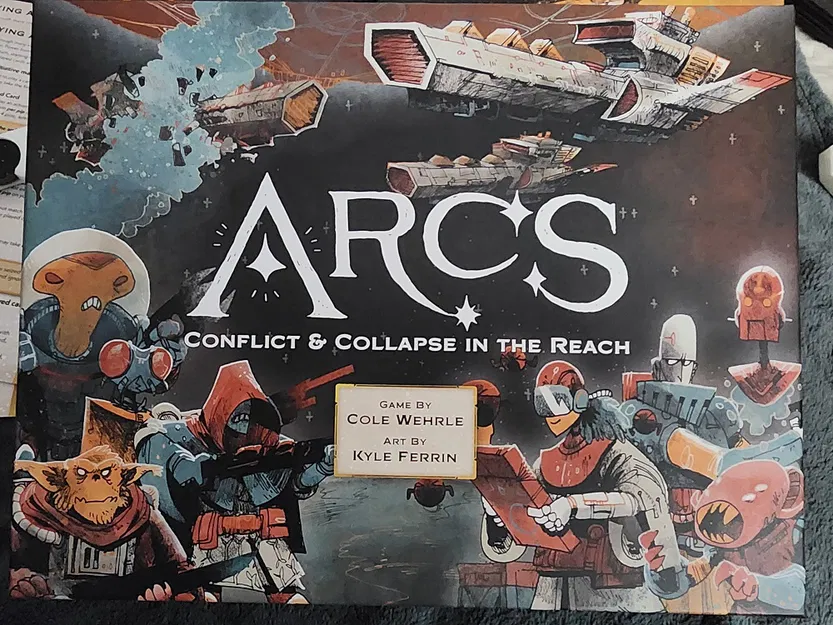 ARCS
CONFLICT & COLLAPSE IN THE REACH
GAME BY
COLE WEHRLE
ART BY
KYLE FERRIN